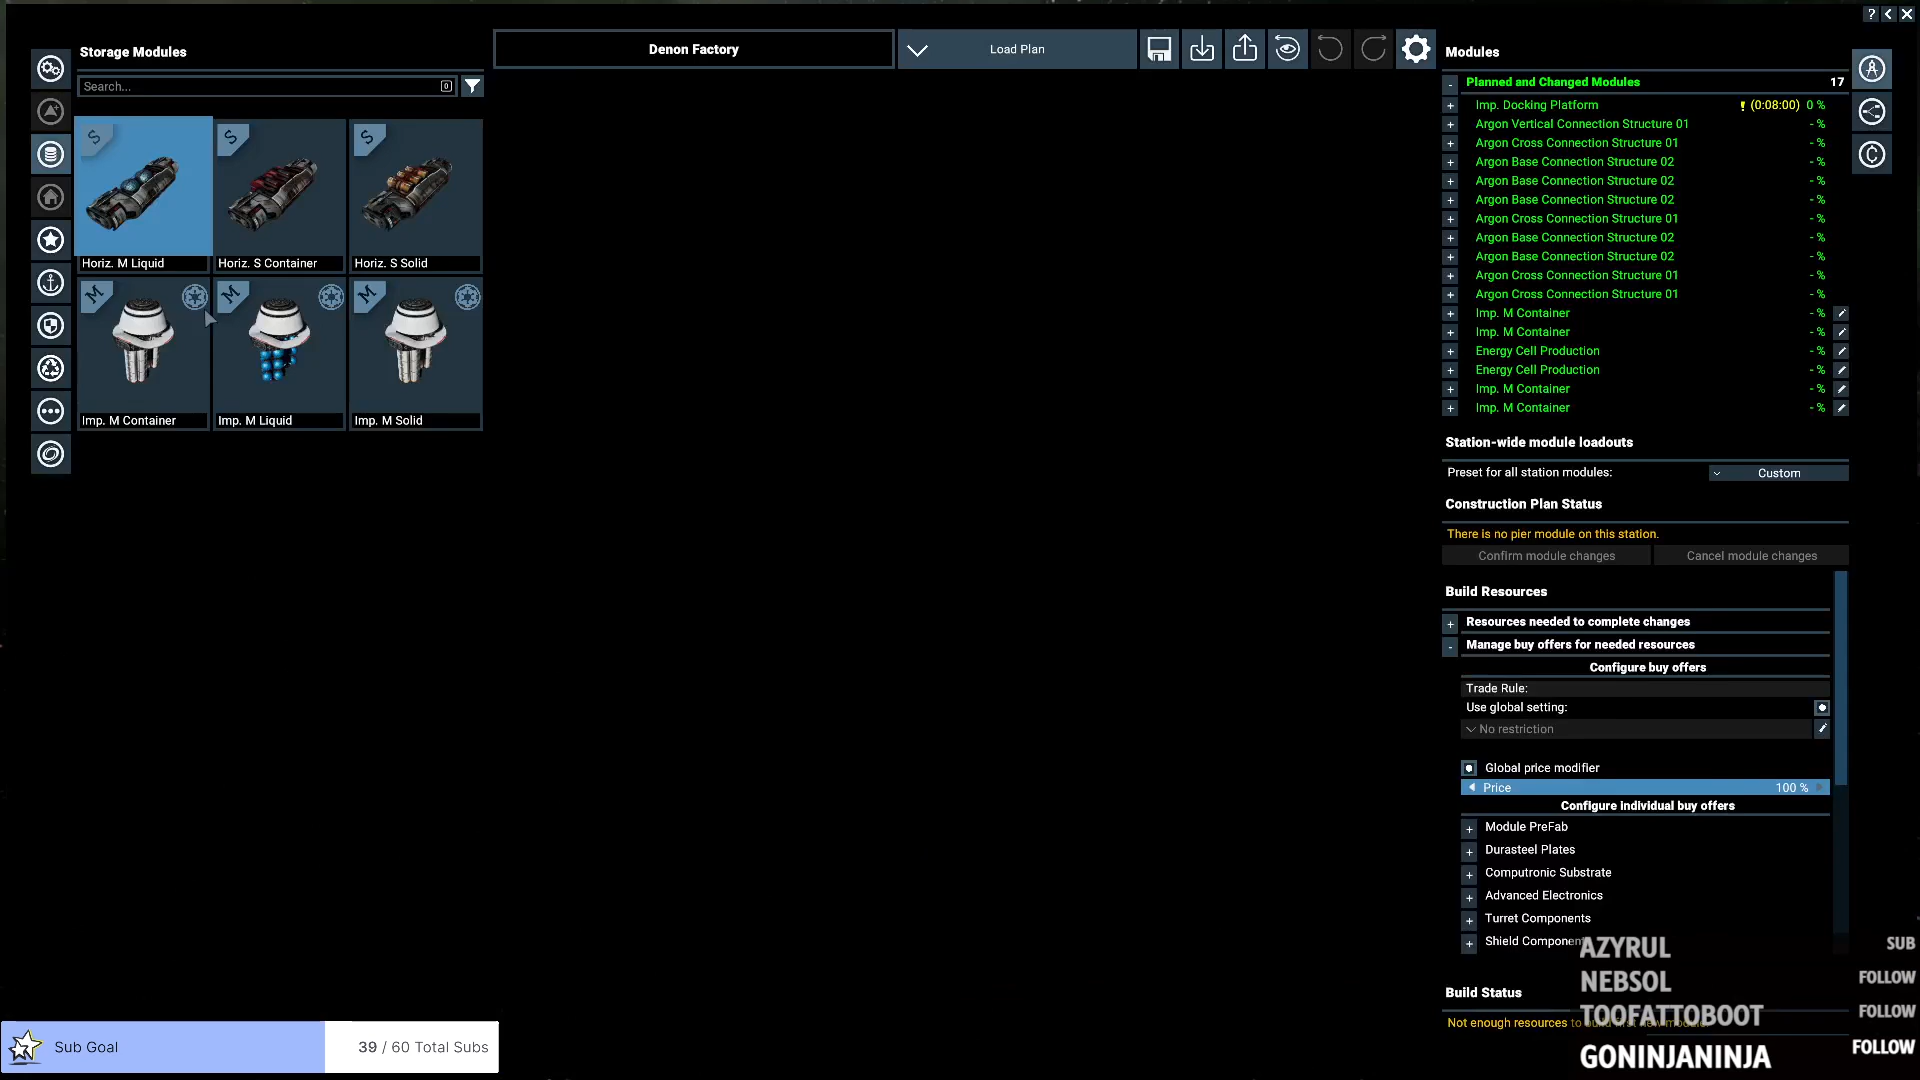 Storage Modules
Search...
0
S
S
S
Horiz. M Liquid
Horiz. S Container
Horiz. S Solid
M
M
M
Imp. M Container
Imp. M Liquid
Imp. M Solid
Denon Factory
Load Plan
Modules
Planned and Changed Modules 17
Imp. Docking Platform (0:08:00) 0 %
Argon Vertical Connection Structure 01 - %
Argon Cross Connection Structure 01 - %
Argon Base Connection Structure 02 - %
Argon Base Connection Structure 02 - %
Argon Base Connection Structure 02 - %
Argon Cross Connection Structure 01 - %
Argon Base Connection Structure 02 - %
Argon Base Connection Structure 02 - %
Argon Cross Connection Structure 01 - %
Argon Cross Connection Structure 01 - %
Imp. M Container - %
Imp. M Container - %
Energy Cell Production - %
Energy Cell Production - %
Imp. M Container - %
Imp. M Container - %
Station-wide module loadouts
Preset for all station modules: Custom
Construction Plan Status
There is no pier module on this station.
Confirm module changes Cancel module changes
Build Resources
Resources needed to complete changes
Manage buy offers for needed resources
Configure buy offers
Trade Rule:
Use global setting:
No restriction
Global price modifier
Price 100 %
Configure individual buy offers
Module PreFab
Durasteel Plates
Computronic Substrate
Advanced Electronics
Turret Components
Shield
Build Status
Not enough resources to
AZYRUL SUB
NEBSOL FOLLOW
TOOFATTOBOOT FOLLOW
GONINJANINJA FOLLOW
Sub Goal
39 / 60 Total Subs